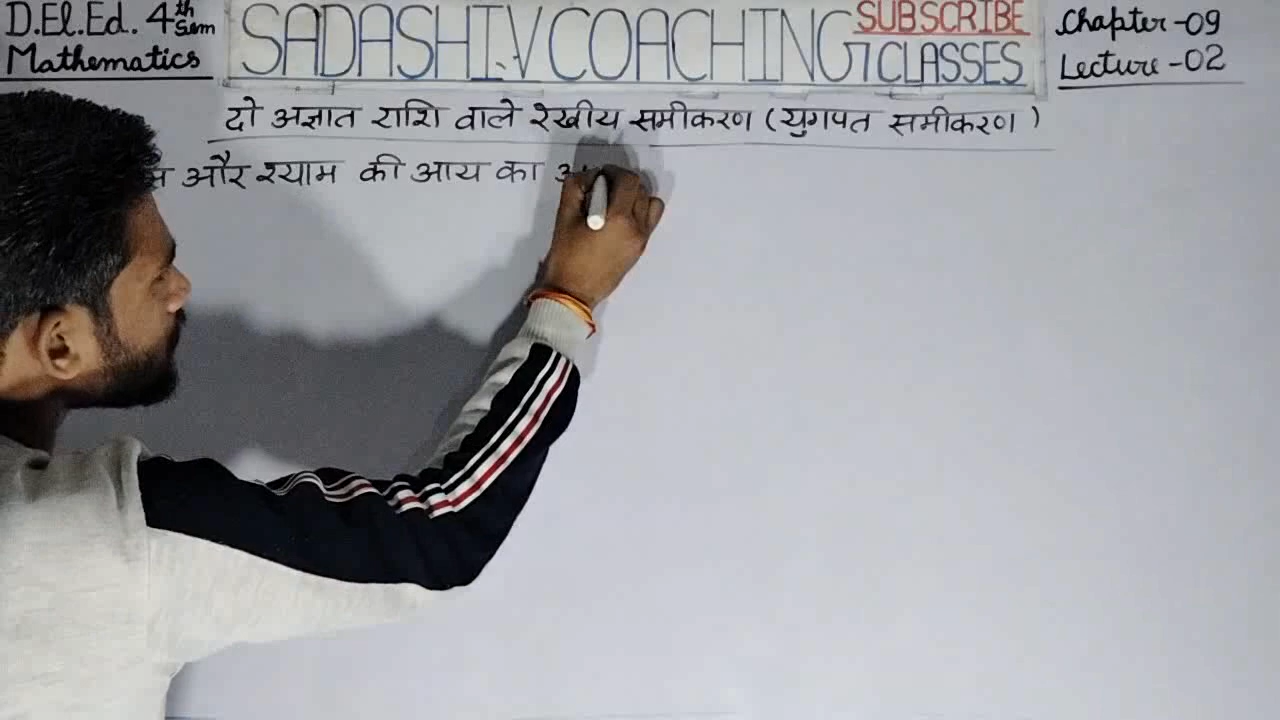 D.El.Ed. 4th Sem
Mathematics
SADASHIV COACHING
SUBSCRIBE
CLASSES
Chapter -09
Lecture -02
दो अज्ञात राशि वाले रेखीय समीकरण (युगपत समीकरण)
और श्याम की आय का